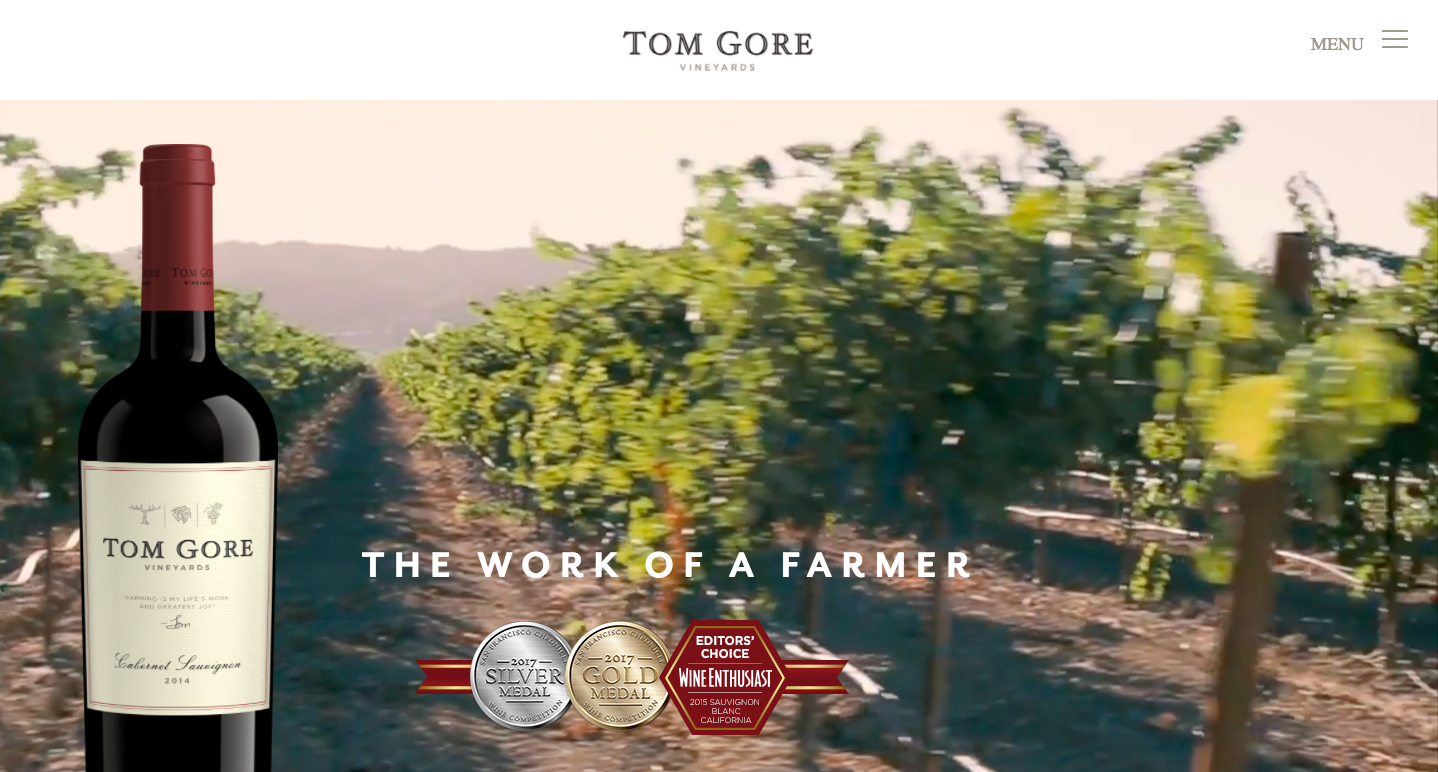 TOM GORE
VINEYARDS
MENU
TOM GO
VINEYAR
TOM GORE
VINEYARDS
"FARMING IS MY LIFE'S WORK
AND GREATEST JOY"
Tom
Cabernet Sauvignon
2014
THE WORK OF A FARMER
SAN FRANCISCO CHRONICLE
2017
SILVER
MEDAL
WINE COMPETITION
SAN FRANCISCO CHRONICLE
2017
GOLD
MEDAL
WINE COMPETITION
EDITORS'
CHOICE
WINE ENTHUSIAST
2015 SAUVIGNON
BLANC
CALIFORNIA